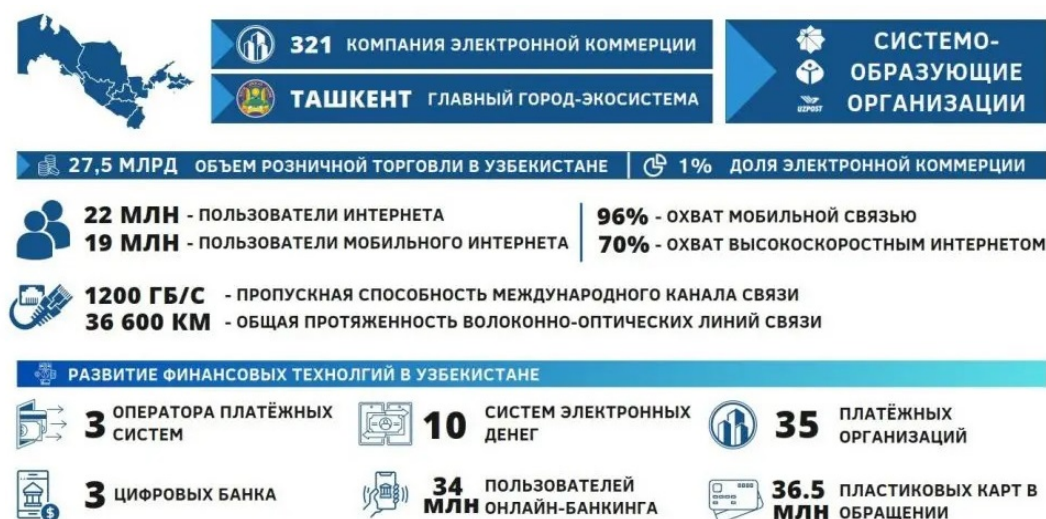 321 КОМПАНИЯ ЭЛЕКТРОННОЙ КОММЕРЦИИ
ТАШКЕНТ ГЛАВНЫЙ ГОРОД-ЭКОСИСТЕМА
СИСТЕМО-
ОБРАЗУЮЩИЕ
ОРГАНИЗАЦИИ
UZPOST
27,5 МЛРД ОБЪЕМ РОЗНИЧНОЙ ТОРГОВЛИ В УЗБЕКИСТАНЕ
1% ДОЛЯ ЭЛЕКТРОННОЙ КОММЕРЦИИ
22 МЛН - ПОЛЬЗОВАТЕЛИ ИНТЕРНЕТА
19 МЛН - ПОЛЬЗОВАТЕЛИ МОБИЛЬНОГО ИНТЕРНЕТА
96% - ОХВАТ МОБИЛЬНОЙ СВЯЗЬЮ
70% - ОХВАТ ВЫСОКОСКОРОСТНЫМ ИНТЕРНЕТОМ
1200 ГБ/С - ПРОПУСКНАЯ СПОСОБНОСТЬ МЕЖДУНАРОДНОГО КАНАЛА СВЯЗИ
36 600 КМ - ОБЩАЯ ПРОТЯЖЕННОСТЬ ВОЛОКОННО-ОПТИЧЕСКИХ ЛИНИЙ СВЯЗИ
РАЗВИТИЕ ФИНАНСОВЫХ ТЕХНОЛГИЙ В УЗБЕКИСТАНЕ
3 ОПЕРАТОРА ПЛАТЁЖНЫХ
СИСТЕМ
10 СИСТЕМ ЭЛЕКТРОННЫХ
ДЕНЕГ
35 ПЛАТЁЖНЫХ
ОРГАНИЗАЦИЙ
3 ЦИФРОВЫХ БАНКА
34 ПОЛЬЗОВАТЕЛЕЙ
МЛН ОНЛАЙН-БАНКИНГА
36.5 ПЛАСТИКОВЫХ КАРТ В
МЛН ОБРАЩЕНИИ